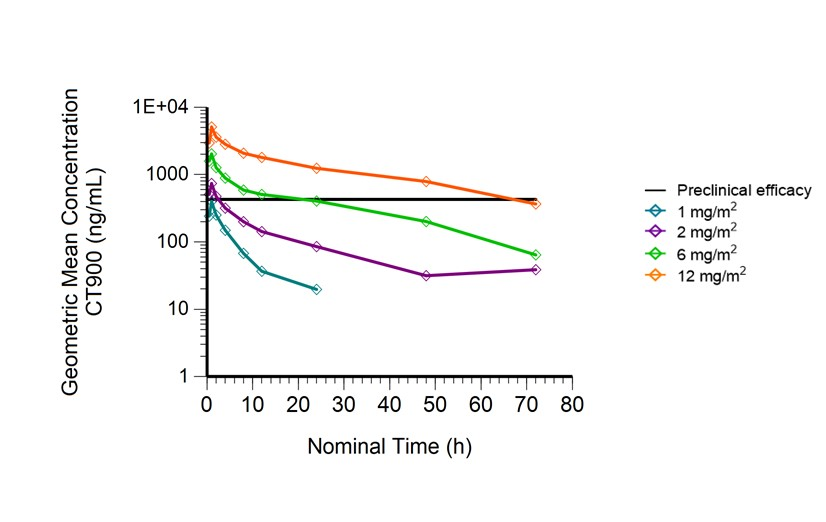 Geometric Mean Concentration
CT900 (ng/mL)
1E+04
1000
100
10
1
0 10 20 30 40 50 60 70 80
Nominal Time (h)
Preclinical efficacy
1 mg/m²
2 mg/m²
6 mg/m²
12 mg/m²